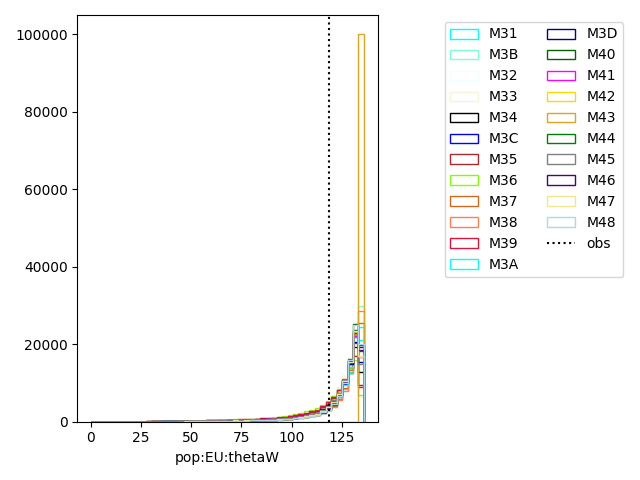 100000
80000
60000
40000
20000
0
0 25 50 75 100 125
pop:EU:thetaW
M31 M3D
M3B M40
M32 M41
M33 M42
M34 M43
M3C M44
M35 M45
M36 M46
M37 M47
M38 M48
M39 obs
M3A